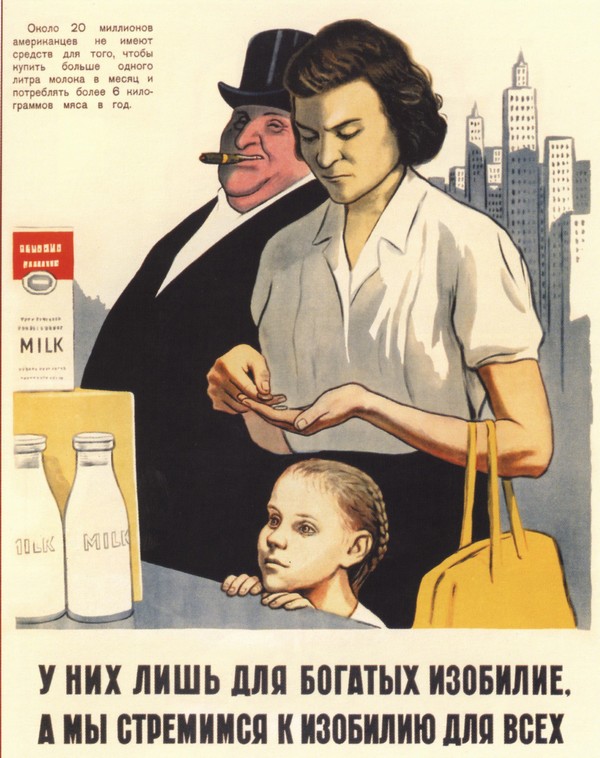 Около 20 миллионов
американцев не имеют
средств для того, чтобы
купить больше одного
литра молока в месяц и
потреблять более 6 кило-
граммов мяса в год.
MILK
MILK
MILK
У НИХ ЛИШЬ ДЛЯ БОГАТЫХ ИЗОБИЛИЕ,
А МЫ СТРЕМИМСЯ К ИЗОБИЛИЮ ДЛЯ ВСЕХ